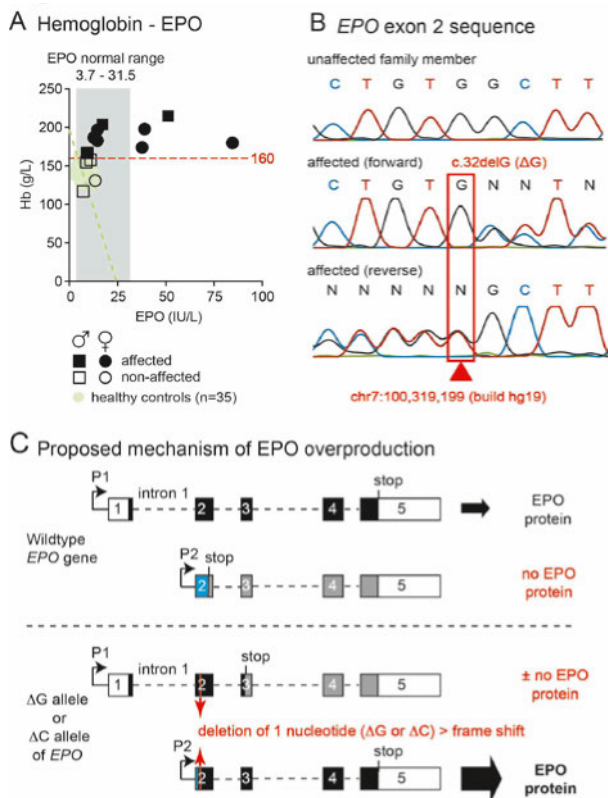 A Hemoglobin - EPO
EPO normal range
3.7 - 31.5
250
200
150
100
50
0
Hb (g/L)
160
0 25 50 75 100
EPO (IU/L)
♂ ♀
affected
non-affected
healthy controls (n=35)
B EPO exon 2 sequence
unaffected family member
C T G T G G C T T
affected (forward) c.32delG (ΔG)
C T G T G N N T N
affected (reverse)
N N N N N G C T T
chr7:100,319,199 (build hg19)
C Proposed mechanism of EPO overproduction
P1
stop
intron 1
1 2 3 4 5
EPO
protein
Wildtype
EPO gene
P2
stop
2 3 4 5
no EPO
protein
P1
stop
intron 1
1 2 3 4 5
± no EPO
protein
ΔG allele
or
ΔC allele
of EPO
deletion of 1 nucleotide (ΔG or ΔC) > frame shift
P2
stop
2 3 4 5
EPO
protein